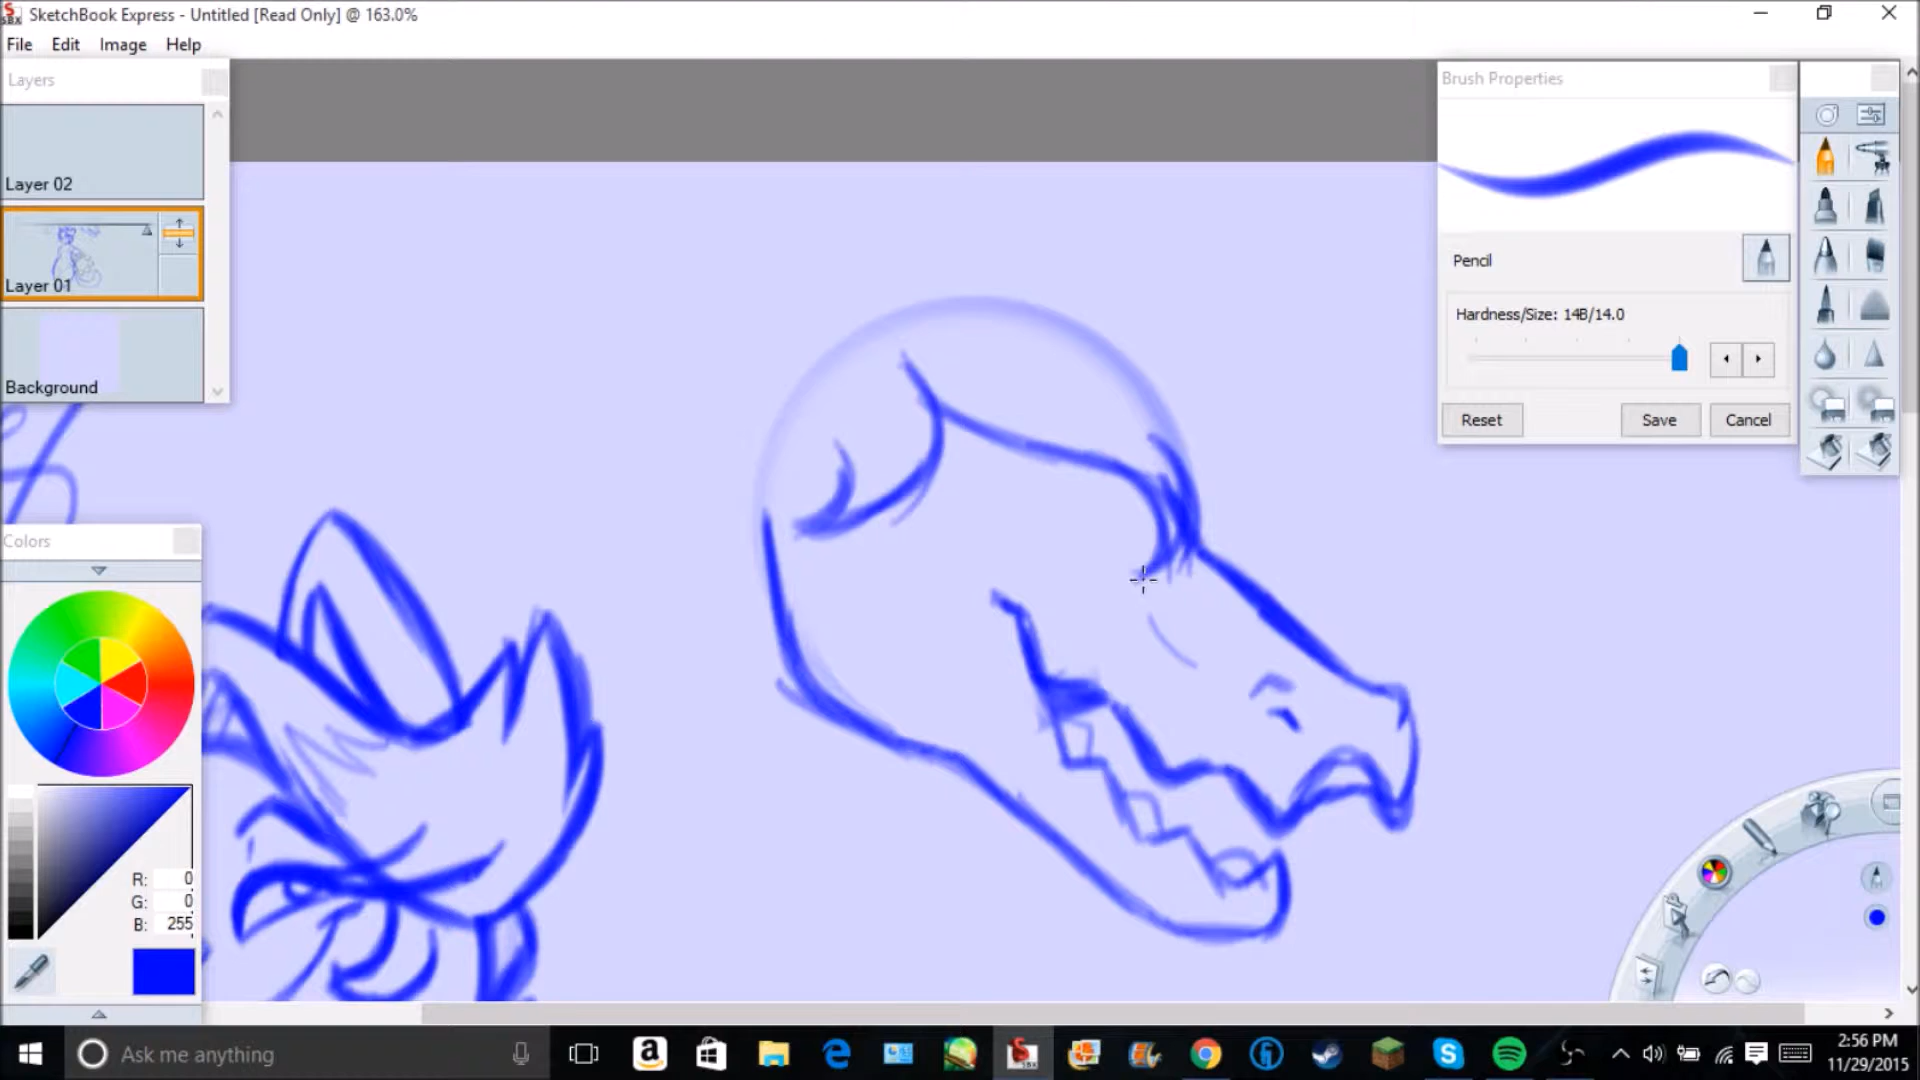 SketchBook Express - Untitled [Read Only] @ 163.0%
File Edit Image Help
Layers
Layer 02
Layer 01
Background
Brush Properties
Pencil
Hardness/Size: 14B/14.0
Reset Save Cancel
Colors
R: 0
G: 0
B: 255
Ask me anything
2:56 PM
11/29/2015